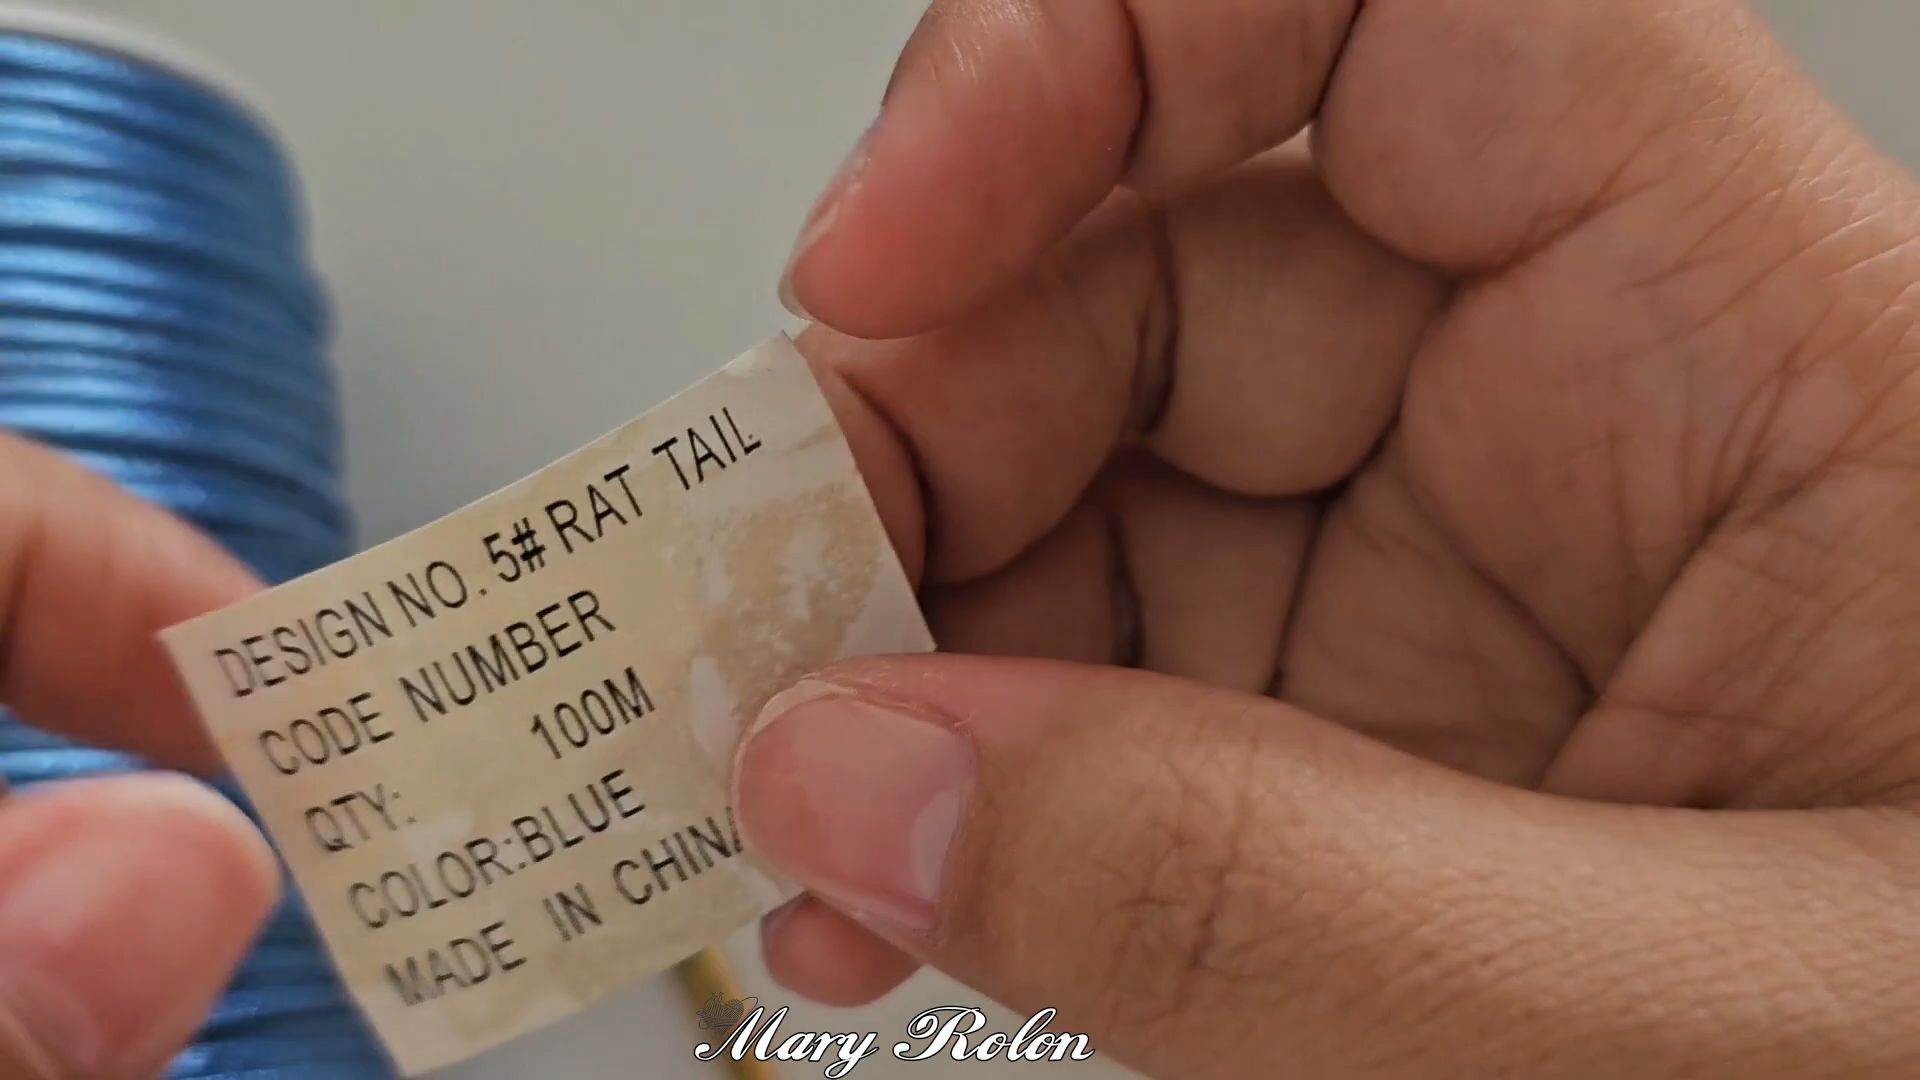 DESIGN NO. 5# RAT TAIL
CODE NUMBER
100M
QTY:
COLOR:BLUE
MADE IN CHINA
Mary Rolon